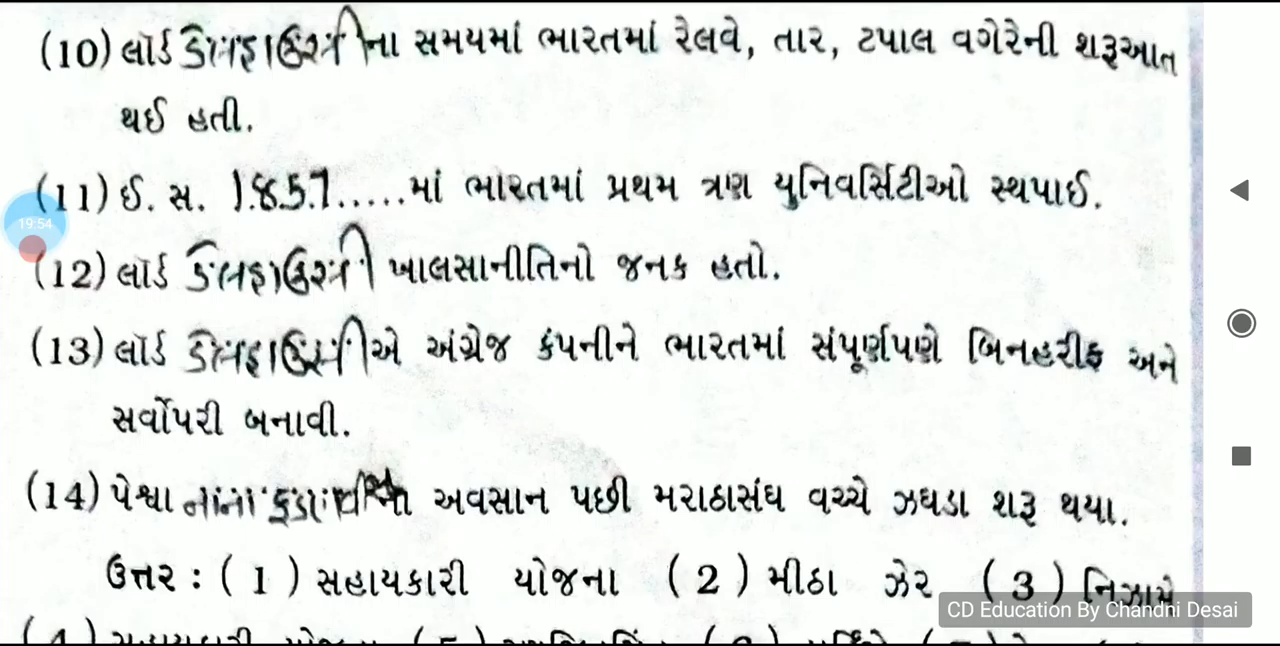 (10) લૉર્ડ ડેલહાઉસીના સમયમાં ભારતમાં રેલવે, તાર, ટપાલ વગેરેની શરૂઆત
થઈ હતી.
(11) ઈ. સ. 1857.....માં ભારતમાં પ્રથમ ત્રણ યુનિવર્સિટીઓ સ્થપાઈ.
19:54
(12) લૉર્ડ ડેલહાઉસી ખાલસાનીતિનો જનક હતો.
(13) લૉર્ડ ડેલહાઉસીએ અંગ્રેજ કંપનીને ભારતમાં સંપૂર્ણપણે બિનહરીફ અને
સર્વોપરી બનાવી.
(14) પેશ્વા નાના ફડનવીસના અવસાન પછી મરાઠાસંઘ વચ્ચે ઝઘડા શરૂ થયા.
ઉત્તર : ( 1 ) સહાયકારી યોજના ( 2 ) મીઠા ઝેર ( 3 ) નિઝામે
CD Education By Chandni Desai